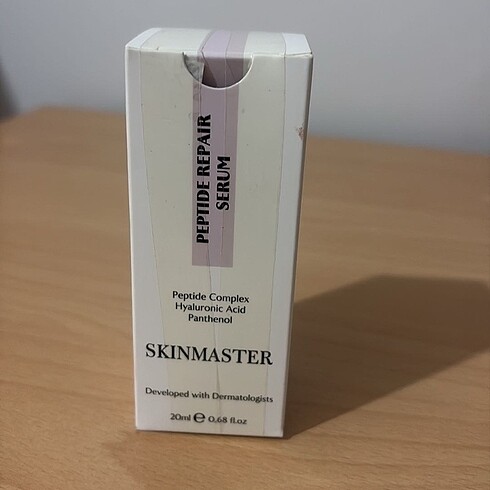 PEPTIDE REPAIR
SERUM
Peptide Complex
Hyaluronic Acid
Panthenol
SKINMASTER
Developed with Dermatologists
20ml ℮ 0.68 fl.oz